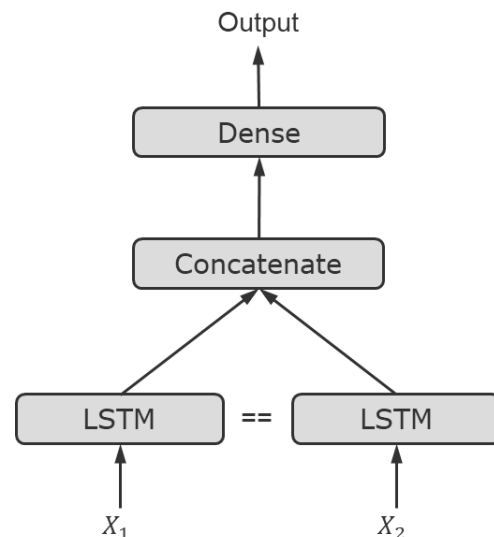 Output
Dense
Concatenate
LSTM == LSTM
X₁ X₂